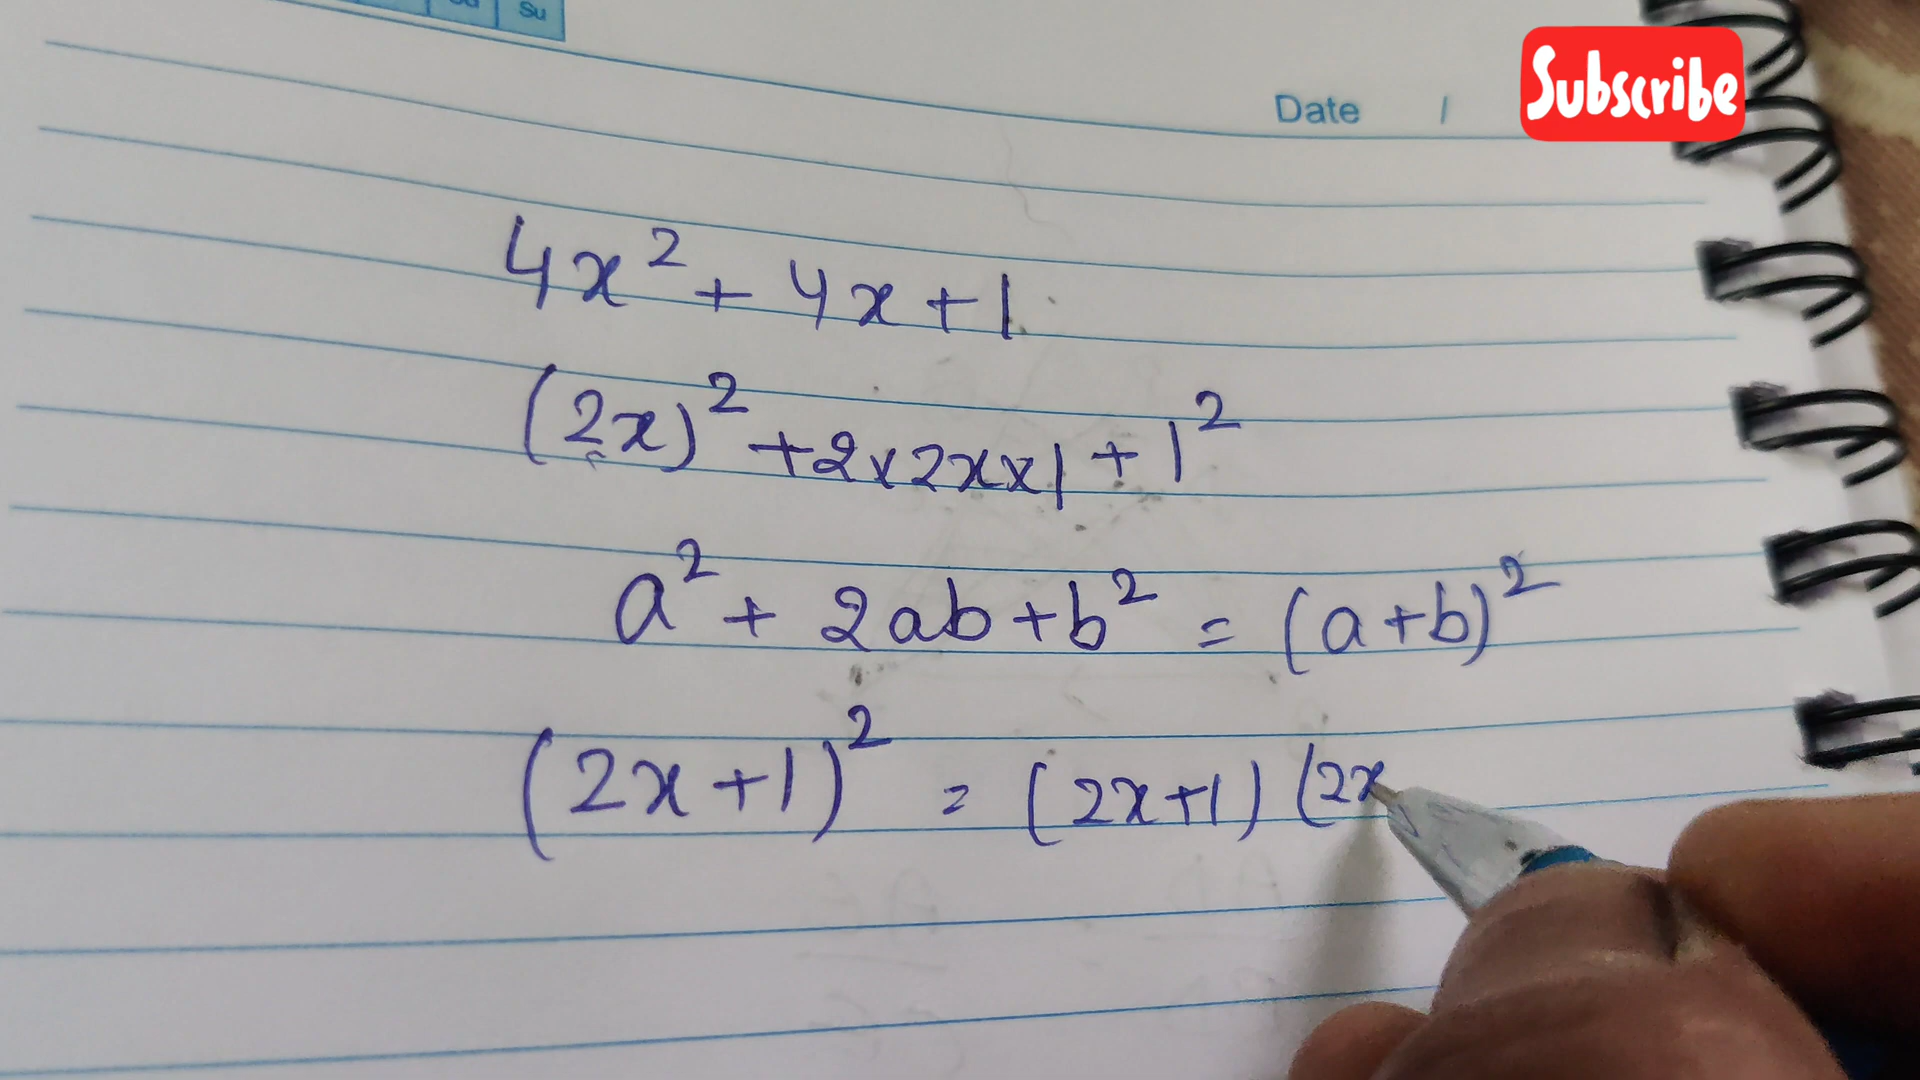 Su
Date /
Subscribe
4x² + 4x + 1
(2x)² + 2x2xx1 + 1²
a² + 2ab + b² = (a+b)²
(2x+1)² = (2x+1) (2x